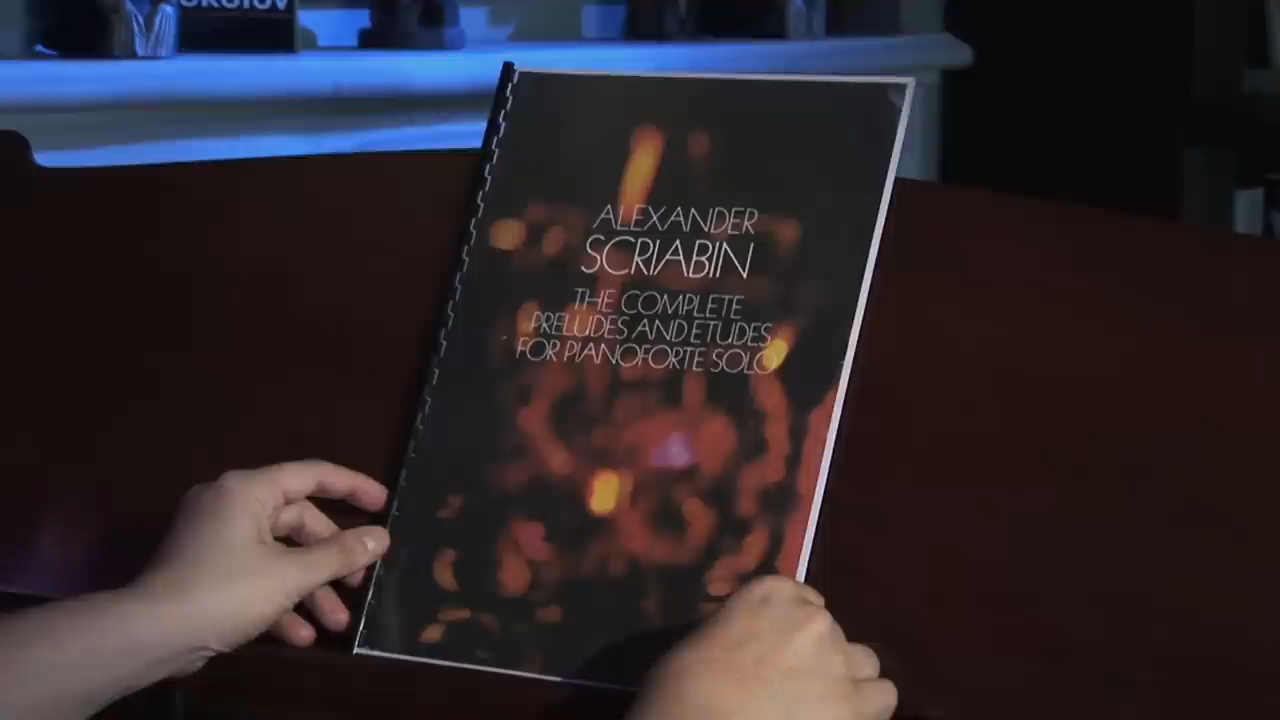 ALEXANDER
SCRIABIN
THE COMPLETE
PRELUDES AND ETUDES
FOR PIANOFORTE SOLO